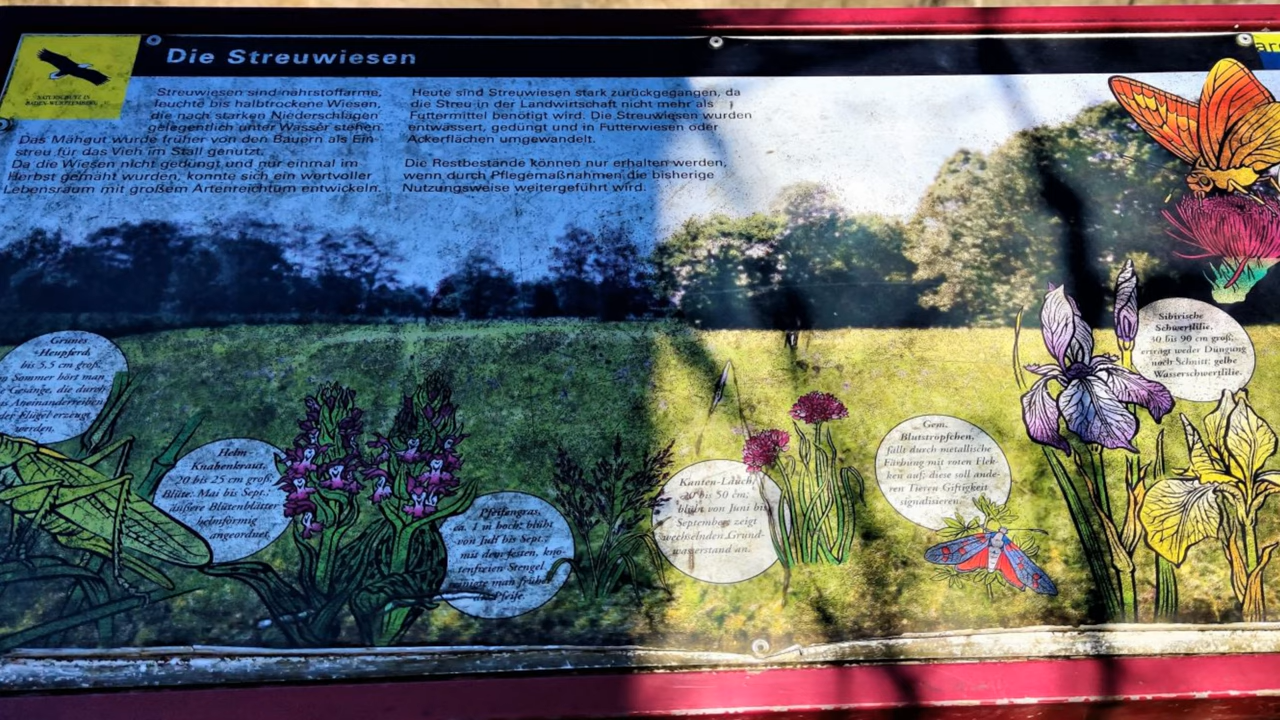 Die Streuwiesen
NATURSCHUTZ IN
BADEN-WÜRTTEMBERG
Streuwiesen sind nährstoffarme,
feuchte bis halbtrockene Wiesen,
die nach starken Niederschlägen
gelegentlich unter Wasser stehen.
Das Mähgut wurde früher von den Bauern als Ein-
streu für das Vieh im Stall genutzt.
Da die Wiesen nicht gedüngt und nur einmal im
Herbst gemäht wurden, konnte sich ein wertvoller
Lebensraum mit großem Artenreichtum entwickeln.
Heute sind Streuwiesen stark zurückgegangen, da
die Streu in der Landwirtschaft nicht mehr als
Futtermittel benötigt wird. Die Streuwiesen wurden
entwässert, gedüngt und in Futterwiesen oder
Ackerflächen umgewandelt.
Die Restbestände können nur erhalten werden,
wenn durch Pflegemaßnahmen die bisherige
Nutzungsweise weitergeführt wird.
Grünes
Heupferd,
bis 5,5 cm groß;
Sommer hört man
Gesänge, die durch
Aneinanderreiben
der Flügel erzeugt
werden.
Helm-
Knabenkraut,
20 bis 25 cm groß;
Blüte: Mai bis Sept.;
äußere Blütenblätter
helmförmig
angeordnet.
Pfeifengras,
ca. 1 m hoch; blüht
von Juli bis Sept.;
mit dem festen, kno-
tenfreien Stengel
reinigte man früher
die Pfeife.
Kanten-Lauch,
20 bis 50 cm;
blüht von Juni bis
September; zeigt
wechselnden Grund-
wasserstand an.
Gem.
Blutströpfchen,
fällt durch metallische
Färbung mit roten Flek-
ken auf; diese soll ande-
ren Tieren Giftigkeit
signalisieren.
Sibirische
Schwertlilie,
30 bis 90 cm groß;
erträgt weder Düngung
noch Schnitt; gelbe
Wasserschwertlilie.